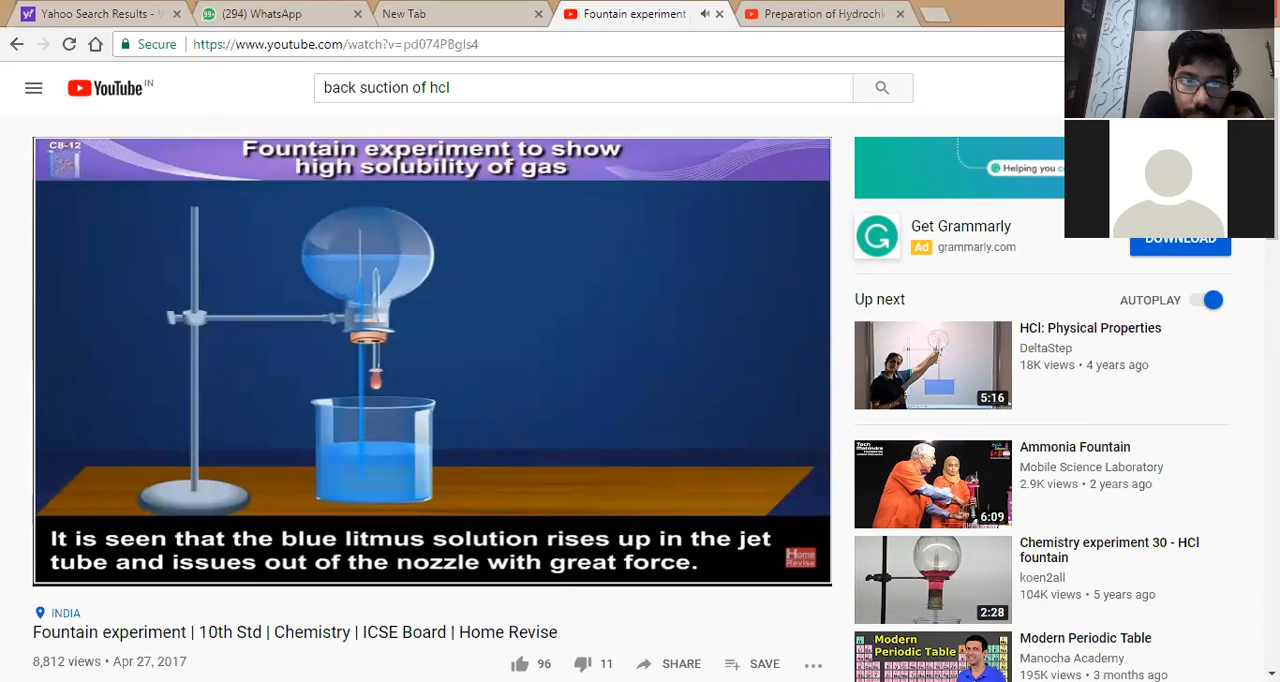 Yahoo Search Results -
(294) WhatsApp
New Tab
Fountain experiment
Preparation of Hydrochl
Secure
https://www.youtube.com/watch?v=pd074PBgIs4
YouTube IN
back suction of hcl
C8-12
Fountain experiment to show
high solubility of gas
It is seen that the blue litmus solution rises up in the jet
tube and issues out of the nozzle with great force.
Home
Revise
INDIA
Fountain experiment | 10th Std | Chemistry | ICSE Board | Home Revise
8,812 views • Apr 27, 2017
96
11
SHARE
SAVE
Helping you
Get Grammarly
Ad grammarly.com
DOWNLOAD
Up next
AUTOPLAY
HCl: Physical Properties
DeltaStep
18K views • 4 years ago
5:16
Ammonia Fountain
Mobile Science Laboratory
2.9K views • 2 years ago
6:09
Chemistry experiment 30 - HCl
fountain
koen2all
104K views • 5 years ago
2:28
Modern
Periodic Table
Modern Periodic Table
Manocha Academy
195K views • 3 months ago